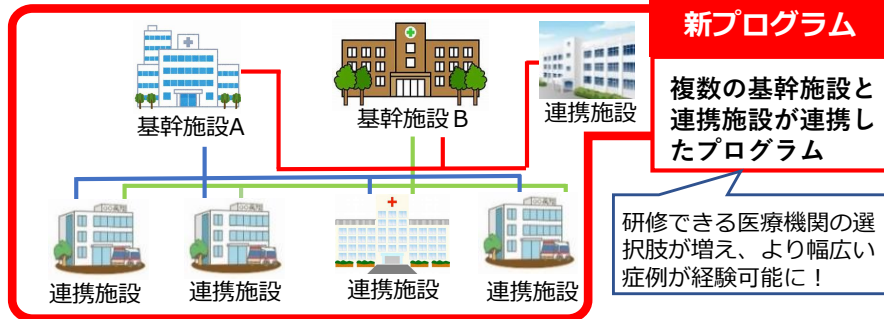 新プログラム
複数の基幹施設と
連携施設が連携し
たプログラム
基幹施設A
基幹施設B
連携施設
研修できる医療機関の選
択肢が増え、より幅広い
症例が経験可能に！
連携施設
連携施設
連携施設
連携施設